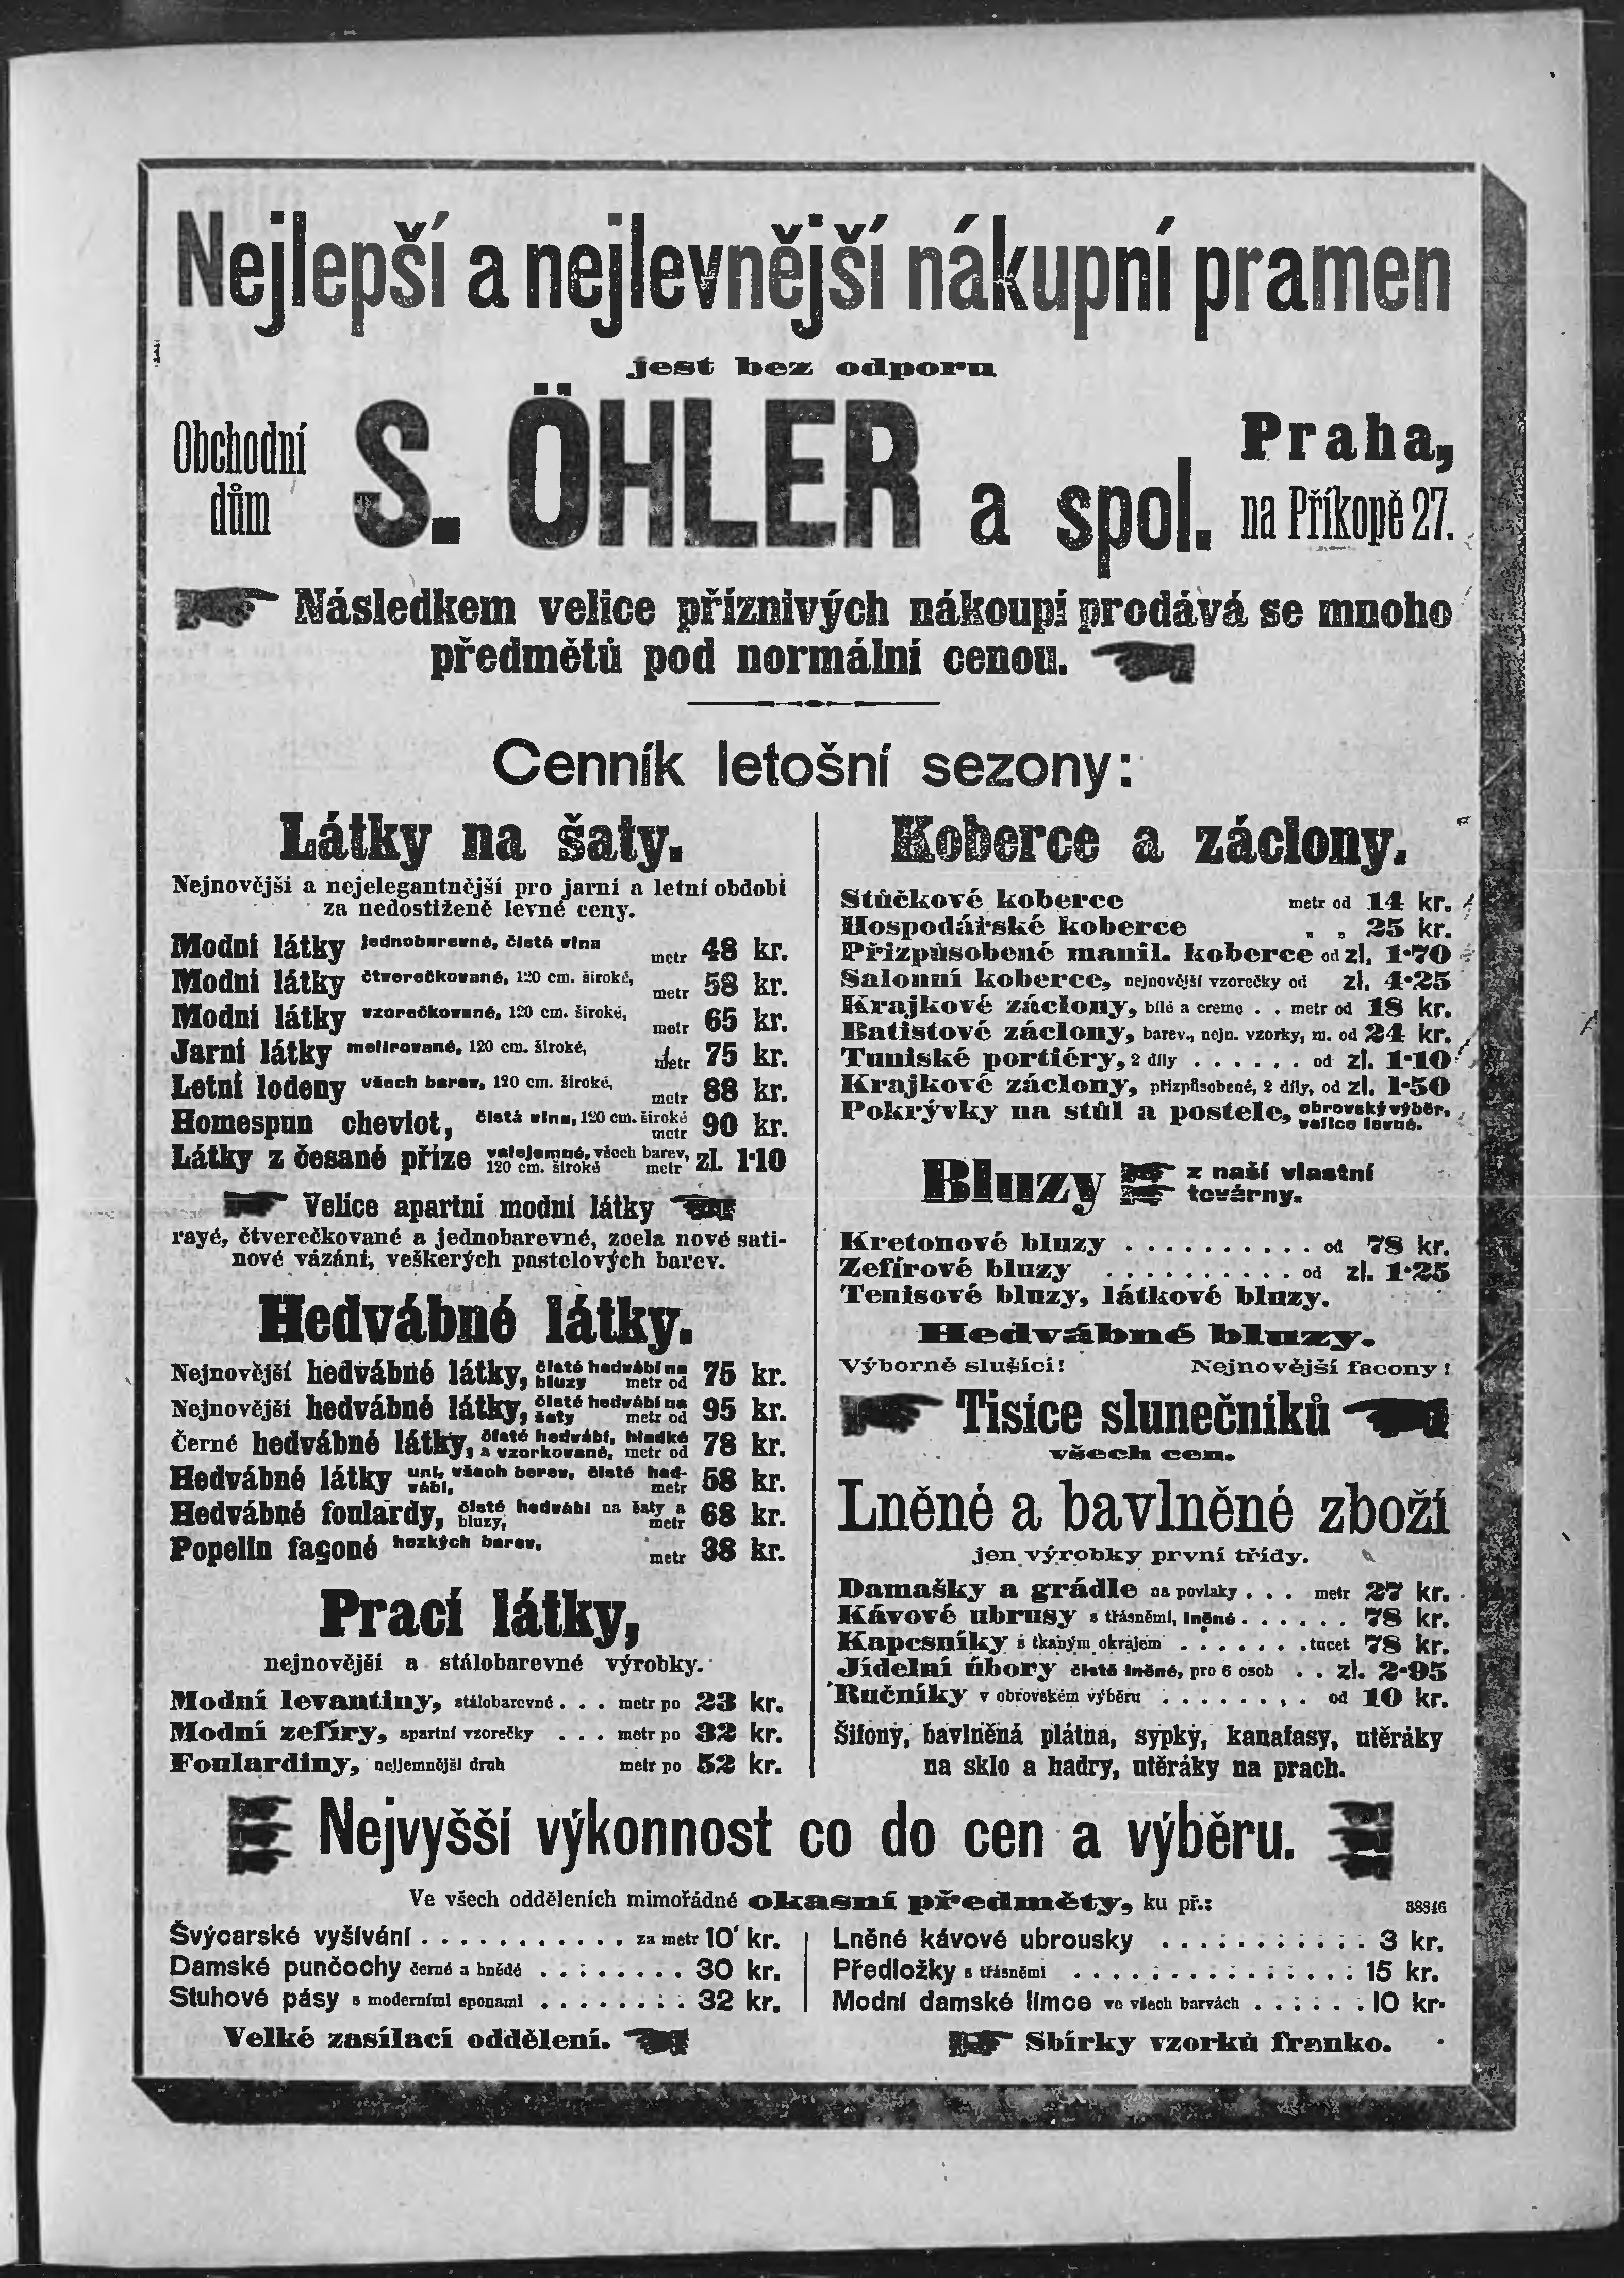 Nejlepší a nejlevnější nákupní pramen
jest bez odporu
Obchodní dům S. ÖHLER a spol. Praha, na Příkopě 27.
Následkem velice příznivých nákoupí prodává se mnoho
předmětů pod normální cenou.
Cenník letošní sezony:
Látky na šaty.
Nejnovější a nejelegantnější pro jarní a letní období
za nedostiženě levné ceny.
Modní látky jednobarevné, čistá vlna metr 48 kr.
Modní látky čtverečkované, 120 cm. široké, metr 58 kr.
Modní látky vzorečkované, 120 cm. široké, metr 65 kr.
Jarní látky melírované, 120 cm. široké, metr 75 kr.
Letní lodeny všech barev, 120 cm. široké, metr 88 kr.
Homespun cheviot, čistá vlna, 120 cm. široké metr 90 kr.
Látky z česané příze velejemné, všech barev, 120 cm. široké metr zl. 1·10
Velice apartní modní látky
rayé, čtverečkované a jednobarevné, zcela nové sati-
nové vázání, veškerých pastelových barev.
Hedvábné látky.
Nejnovější hedvábné látky, čisté hedvábí na bluzy metr od 75 kr.
Nejnovější hedvábné látky, čisté hedvábí na šaty metr od 95 kr.
Černé hedvábné látky, čisté hedvábí, hladké a vzorkované, metr od 78 kr.
Hedvábné látky uni, všech barev, čisté hed-vábí, metr 58 kr.
Hedvábné foulardy, čisté hedvábí na šaty a bluzy, metr 68 kr.
Popelin façoné hezkých barev, metr 38 kr.
Prací látky,
nejnovější a stálobarevné výrobky.
Modní levantiny, stálobarevné . . . metr po 23 kr.
Modní zefíry, apartní vzorečky . . . metr po 32 kr.
Foulardiny, nejjemnější druh metr po 52 kr.
Koberce a záclony.
Stůčkové koberce metr od 14 kr.
Hospodářské koberce „ „ 25 kr.
Přizpůsobené manil. koberce od zl. 1·70
Salonní koberce, nejnovější vzorečky od zl. 4·25
Krajkové záclony, bílé a creme . . metr od 18 kr.
Batistové záclony, barev., nejn. vzorky, m. od 24 kr.
Tuniské portiéry, 2 díly . . . . . . od zl. 1·10
Krajkové záclony, přizpůsobené, 2 díly, od zl. 1·50
Pokrývky na stůl a postele, obrovský výběr, velice levné.
Bluzy z naší vlastní továrny.
Kretonové bluzy . . . . . . . . . . od 78 kr.
Zefírové bluzy . . . . . . . . . . od zl. 1·25
Tenisové bluzy, látkové bluzy.
Hedvábné bluzy.
Výborně slušící! Nejnovější facony!
Tisíce slunečníků
všech cen.
Lněné a bavlněné zboží
jen výrobky první třídy.
Damašky a grádle na povlaky . . . metr 27 kr.
Kávové ubrusy s třásněmi, lněné . . . . . . 78 kr.
Kapesníky s tkaným okrajem . . . . . . . tucet 78 kr.
Jídelní úbory čistě lněné, pro 6 osob . . zl. 2·95
Ručníky v obrovském výběru . . . . . . . . od 10 kr.
Šifony, bavlněná plátna, sypky, kanafasy, utěráky
na sklo a hadry, utěráky na prach.
Nejvyšší výkonnost co do cen a výběru.
Ve všech odděleních mimořádné okasní předměty, ku př.: 38846
Švýcarské vyšívání . . . . . . . . . . . za metr 10 kr.
Damské punčochy černé a hnědé . . . . . . . . 30 kr.
Stuhové pásy s moderními sponami . . . . . . . . 32 kr.
Lněné kávové ubrousky . . . . . . . . . . . 3 kr.
Předložky s třásněmi . . . . . . . . . . . . . . . 15 kr.
Modní damské límce ve všech barvách . . . . . . 10 kr.
Velké zasílací oddělení.
Sbírky vzorků franko.